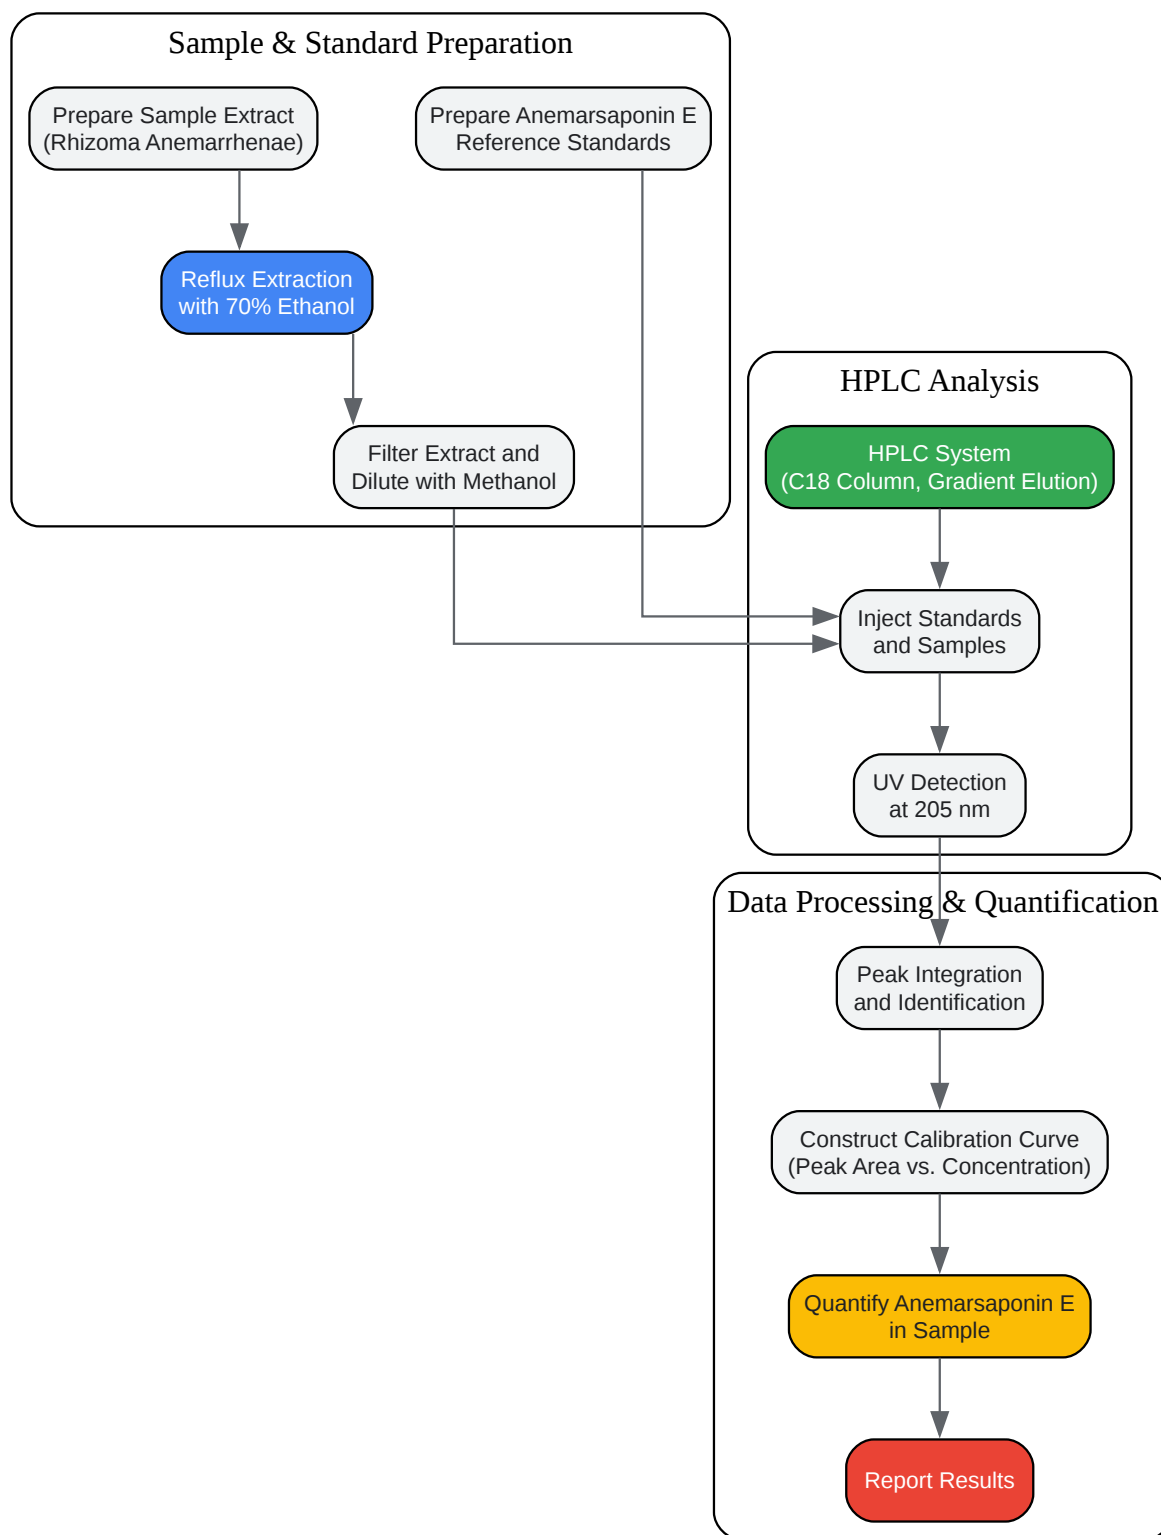 Sample & Standard Preparation
Prepare Sample Extract
(Rhizoma Anemarrhenae)
Prepare Anemarsaponin E
Reference Standards
Reflux Extraction
with 70% Ethanol
Filter Extract and
Dilute with Methanol
HPLC Analysis
HPLC System
(C18 Column, Gradient Elution)
Inject Standards
and Samples
UV Detection
at 205 nm
Data Processing & Quantification
Peak Integration
and Identification
Construct Calibration Curve
(Peak Area vs. Concentration)
Quantify Anemarsaponin E
in Sample
Report Results